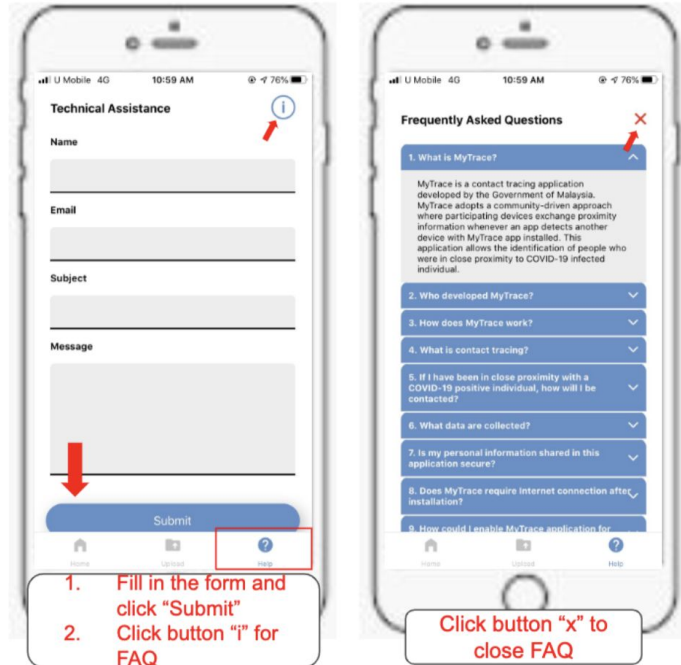 U Mobile 4G 10:59 AM 76%
Technical Assistance
i
Name
Email
Subject
Message
Submit
Home Upload ? Help
1. Fill in the form and
click “Submit”
2. Click button “i” for
FAQ
U Mobile 4G 10:59 AM 76%
Frequently Asked Questions
1. What is MyTrace?
MyTrace is a contact tracing application
developed by the Government of Malaysia.
MyTrace adopts a community-driven approach
where participating devices exchange proximity
information whenever an app detects another
device with MyTrace app installed. This
application allows the identification of people who
were in close proximity to COVID-19 infected
individual.
2. Who developed MyTrace?
3. How does MyTrace work?
4. What is contact tracing?
5. If I have been in close proximity with a
COVID-19 positive individual, how will I be
contacted?
6. What data are collected?
7. Is my personal information shared in this
application secure?
8. Does MyTrace require Internet connection after
installation?
9. How could I enable MyTrace application for
Home Upload ? Help
Click button “x” to
close FAQ